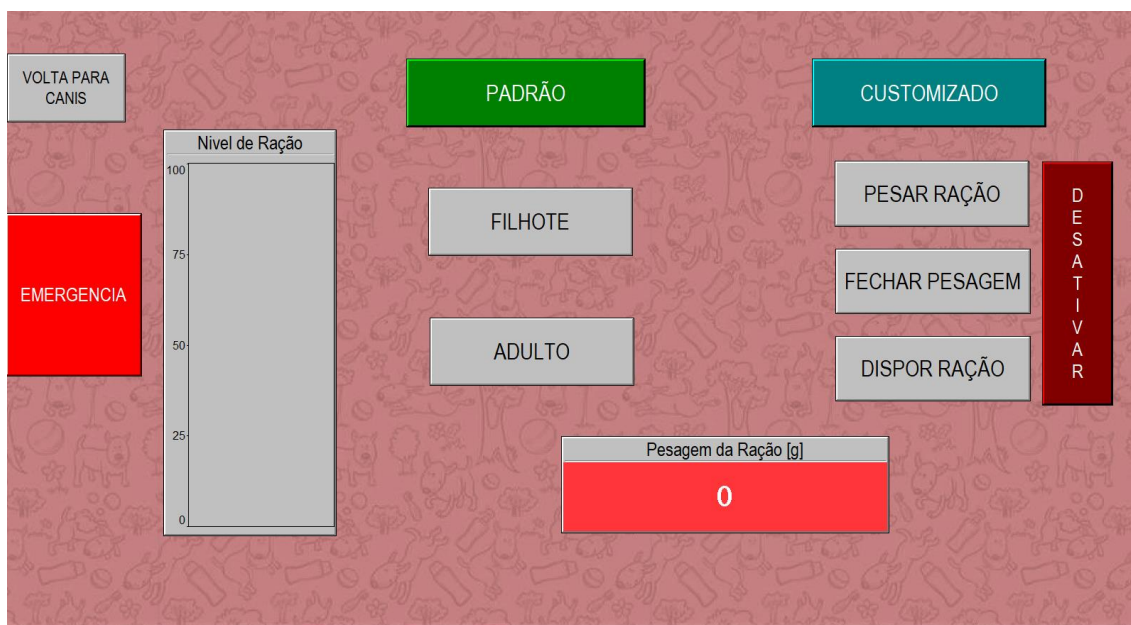 VOLTA PARA
CANIS
PADRÃO
CUSTOMIZADO
Nivel de Ração
100
75
50
25
0
EMERGENCIA
FILHOTE
ADULTO
PESAR RAÇÃO
FECHAR PESAGEM
DISPOR RAÇÃO
DESATIVAR
Pesagem da Ração [g]
0